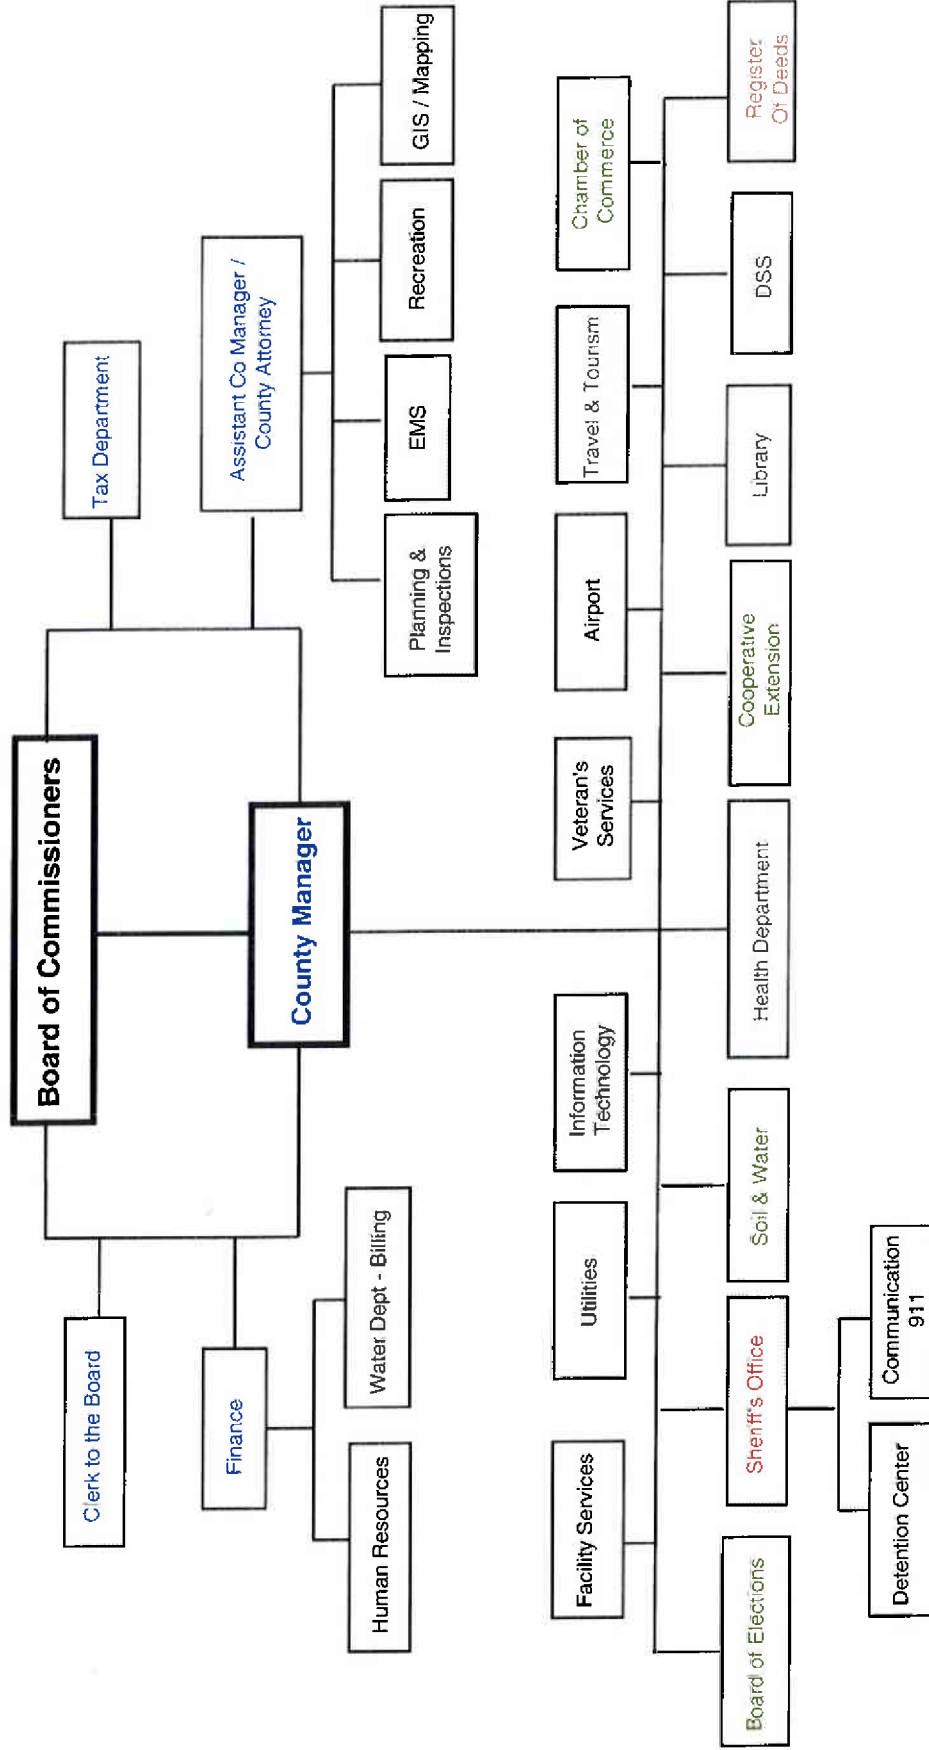 Board of Commissioners
Clerk to the Board
Tax Department
County Manager
Finance
Assistant Co Manager /
County Attorney
Human Resources
Water Dept - Billing
Planning &
Inspections
EMS
Recreation
GIS / Mapping
Facility Services
Utilities
Information
Technology
Veteran's
Services
Airport
Travel & Tourism
Chamber of
Commerce
Board of Elections
Sheriff's Office
Soil & Water
Health Department
Cooperative
Extension
Library
DSS
Register
Of Deeds
Detention Center
Communication
911